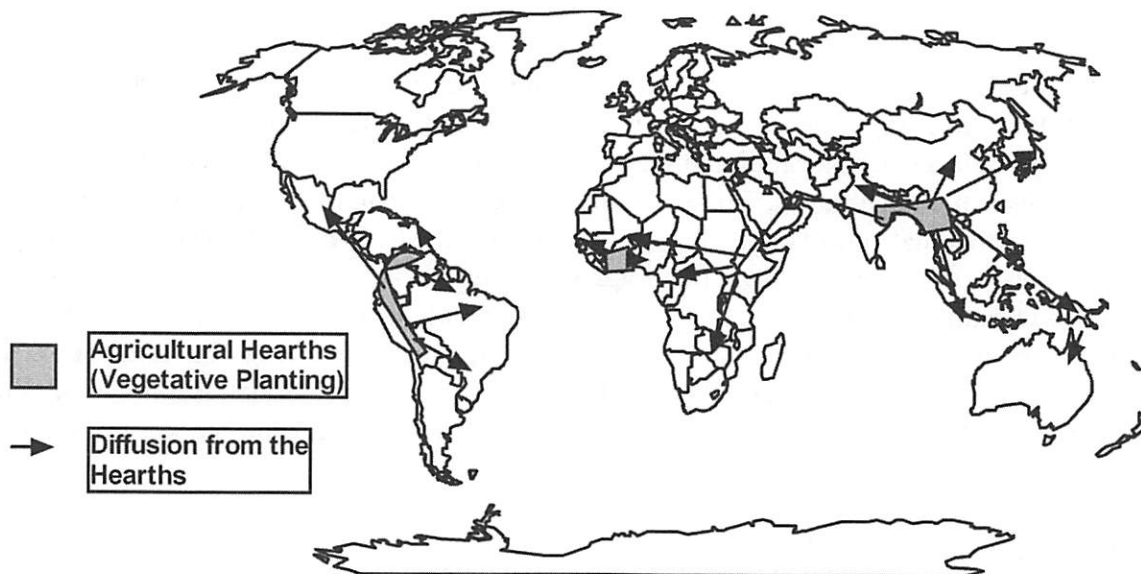 Agricultural Hearths
(Vegetative Planting)
Diffusion from the
Hearths